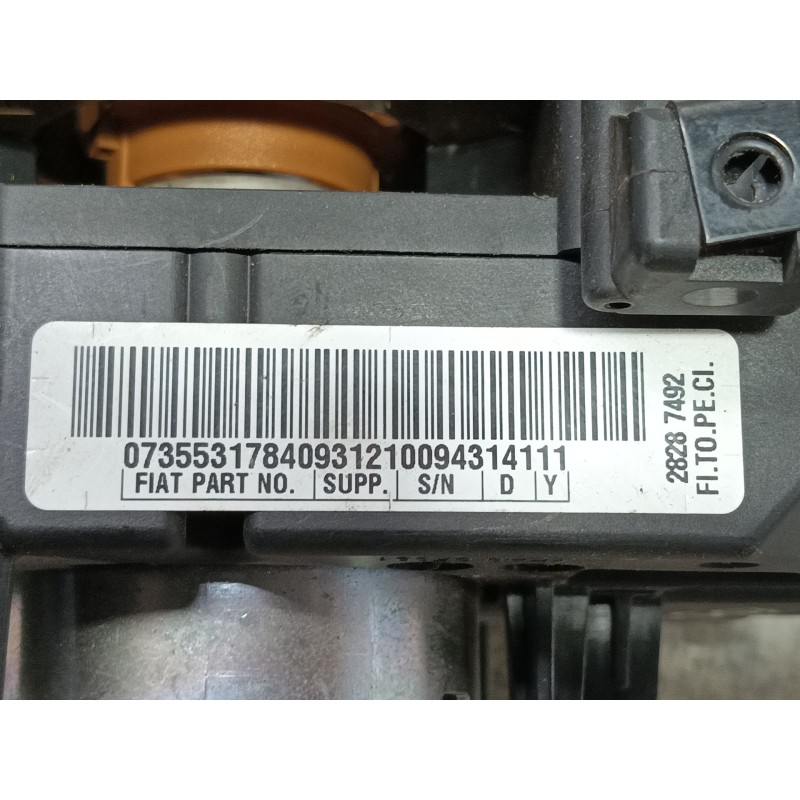 07355317840931210094314111
FIAT PART NO. SUPP. S/N D Y
2828 7492
FI.TO.PE.CI.